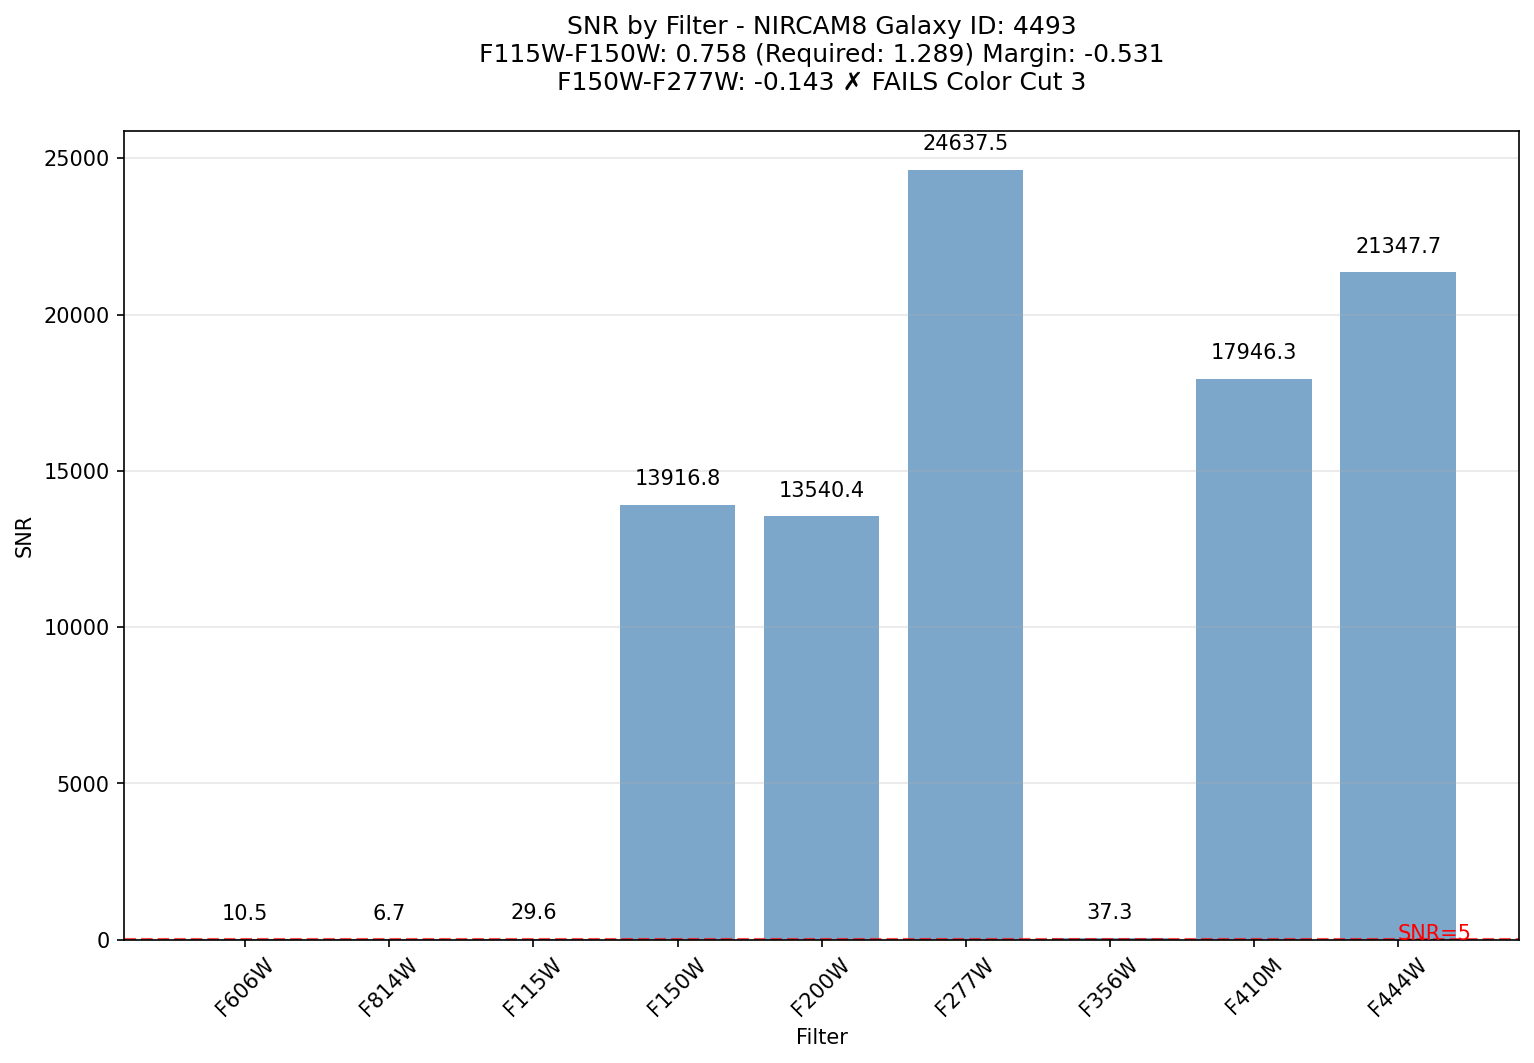 SNR by Filter - NIRCAM8 Galaxy ID: 4493
F115W-F150W: 0.758 (Required: 1.289) Margin: -0.531
F150W-F277W: -0.143 ✗ FAILS Color Cut 3
25000
20000
15000
10000
5000
0
SNR
10.5
6.7
29.6
13916.8
13540.4
24637.5
37.3
17946.3
21347.7
SNR=5
F606W
F814W
F115W
F150W
F200W
F277W
F356W
F410M
F444W
Filter